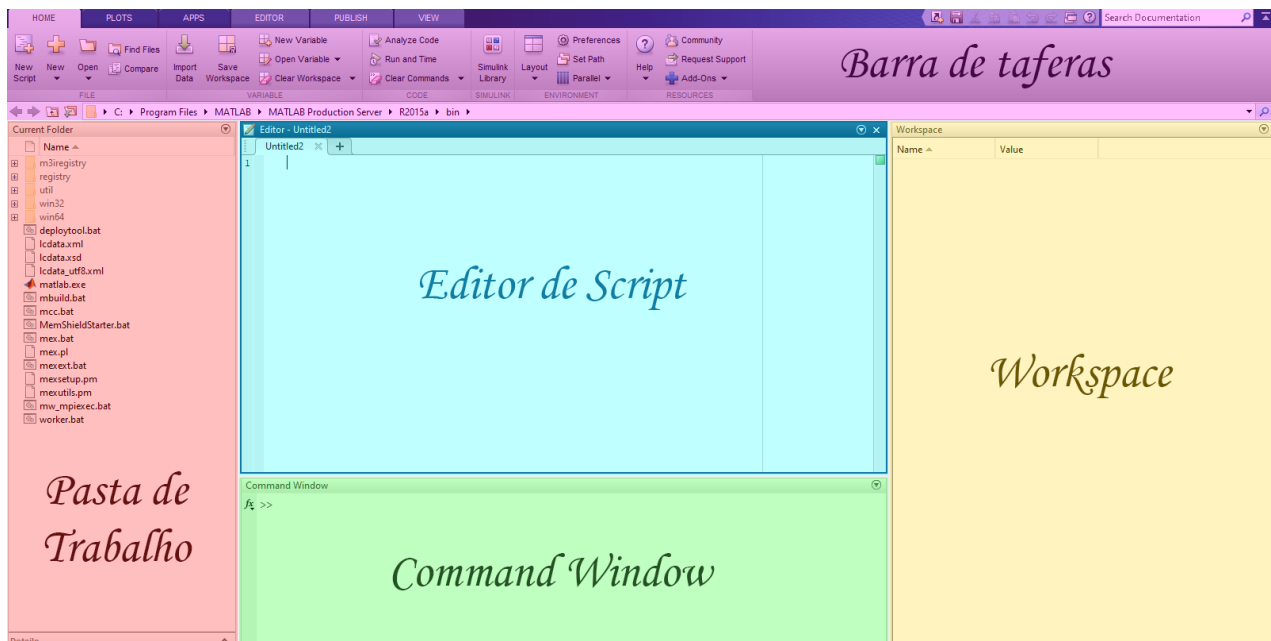 HOME PLOTS APPS EDITOR PUBLISH VIEW Search Documentation
New Script
New
Open
Find Files
Compare
FILE
Import Data
Save Workspace
New Variable
Open Variable
Clear Workspace
VARIABLE
Analyze Code
Run and Time
Clear Commands
CODE
Simulink Library
SIMULINK
Layout
Preferences
Set Path
Parallel
ENVIRONMENT
Help
Community
Request Support
Add-Ons
RESOURCES
Barra de taferas
C: Program Files MATLAB MATLAB Production Server R2015a bin
Current Folder
Name
m3iregistry
registry
util
win32
win64
deploytool.bat
lcdata.xml
lcdata.xsd
lcdata_utf8.xml
matlab.exe
mbuild.bat
mcc.bat
MemShieldStarter.bat
mex.bat
mex.pl
mexext.bat
mexsetup.pm
mexutils.pm
mw_mpiexec.bat
worker.bat
Pasta de
Trabalho
Details
Editor - Untitled2
Untitled2 +
1
Editor de Script
Command Window
fx >>
Command Window
Workspace
Name Value
Workspace